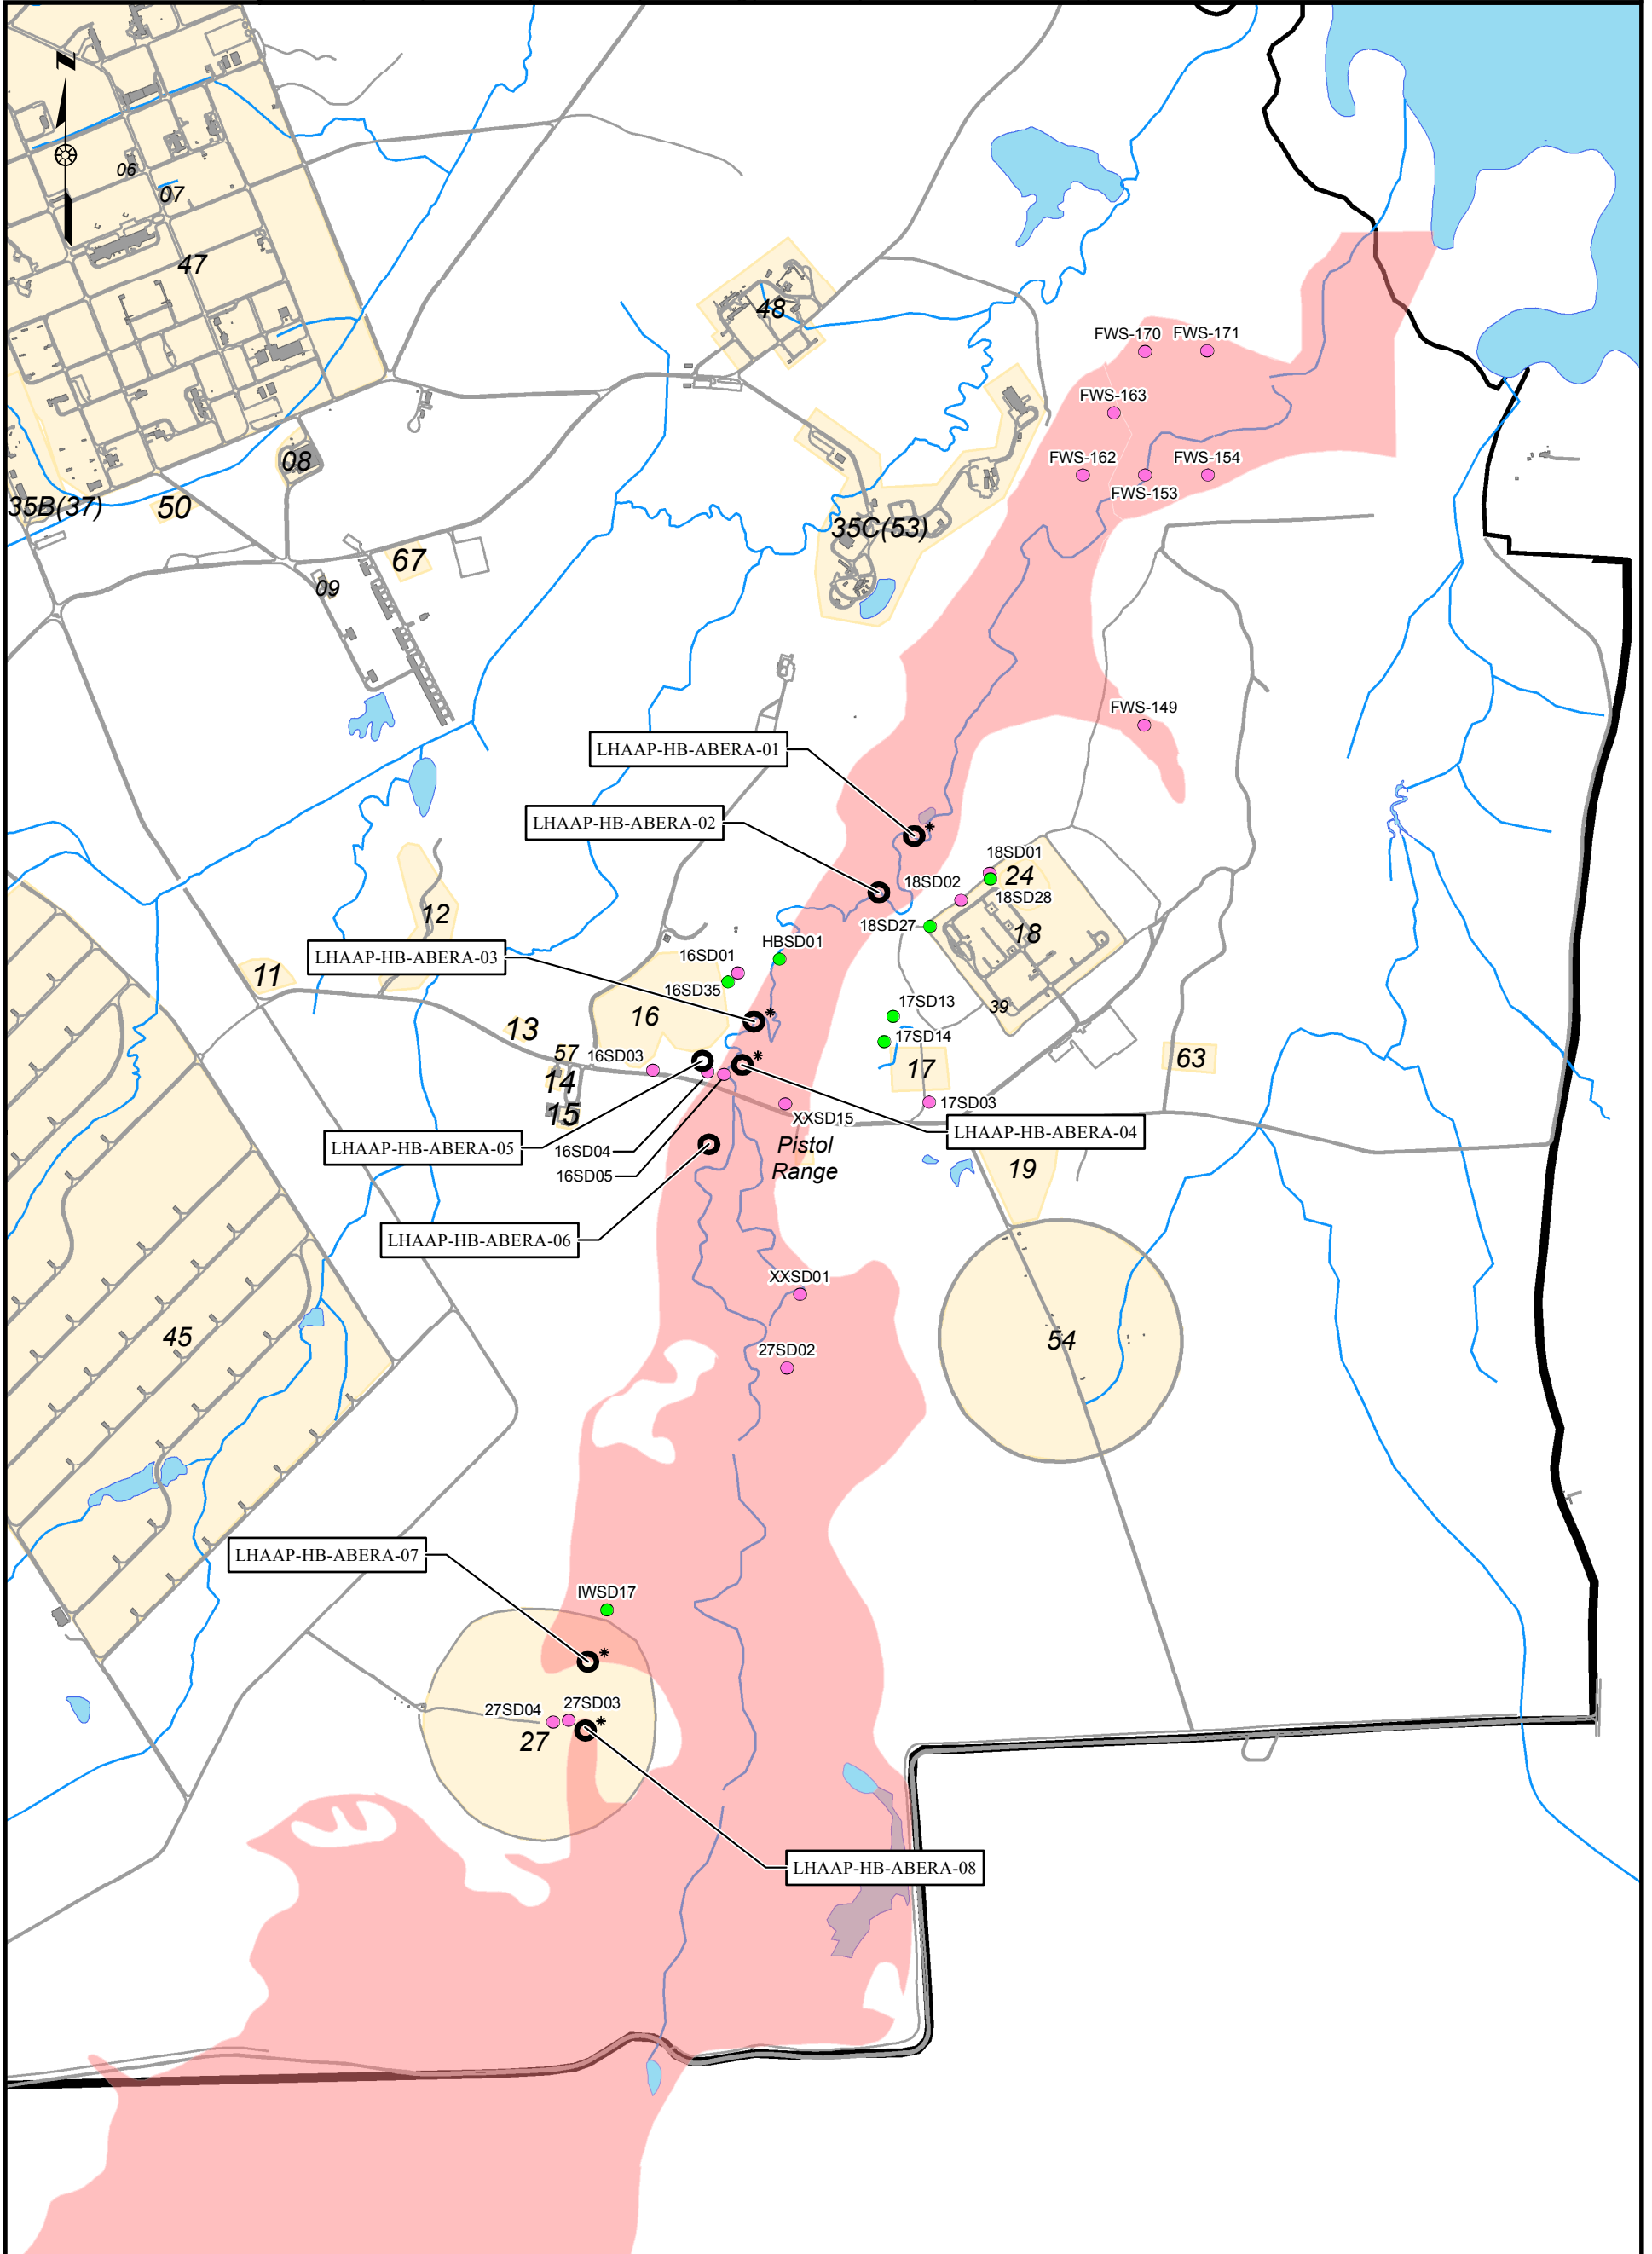 N
06
07
47
48
FWS-170
FWS-171
FWS-163
08
FWS-162
FWS-154
FWS-153
35B(37)
50
35C(53)
67
09
FWS-149
LHAAP-HB-ABERA-01
LHAAP-HB-ABERA-02
18SD01
24
18SD02
18SD28
12
18SD27
18
HBSD01
LHAAP-HB-ABERA-03
16SD01
11
16SD35
17SD13
39
16
13
17SD14
57
16SD03
63
17
14
17SD03
15
XXSD15
LHAAP-HB-ABERA-04
LHAAP-HB-ABERA-05
16SD04
Pistol
Range
16SD05
19
LHAAP-HB-ABERA-06
XXSD01
45
54
27SD02
LHAAP-HB-ABERA-07
IWSD17
27SD04
27SD03
27
LHAAP-HB-ABERA-08